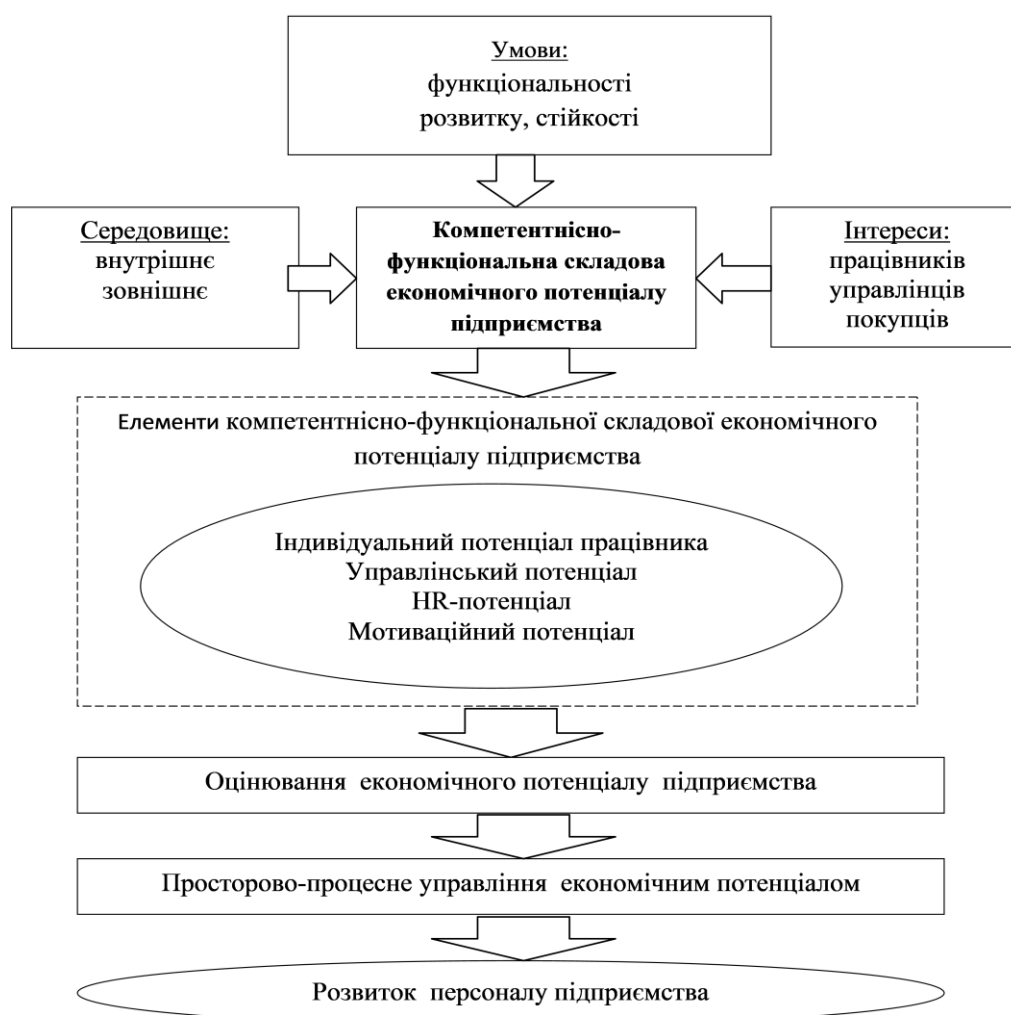 Умови:
функціональності
розвитку, стійкості
Середовище:
внутрішнє
зовнішнє
Компетентнісно-
функціональна складова
економічного потенціалу
підприємства
Інтереси:
працівників
управлінців
покупців
Елементи компетентнісно-функціональної складової економічного
потенціалу підприємства
Індивідуальний потенціал працівника
Управлінський потенціал
HR-потенціал
Мотиваційний потенціал
Оцінювання економічного потенціалу підприємства
Просторово-процесне управління економічним потенціалом
Розвиток персоналу підприємства